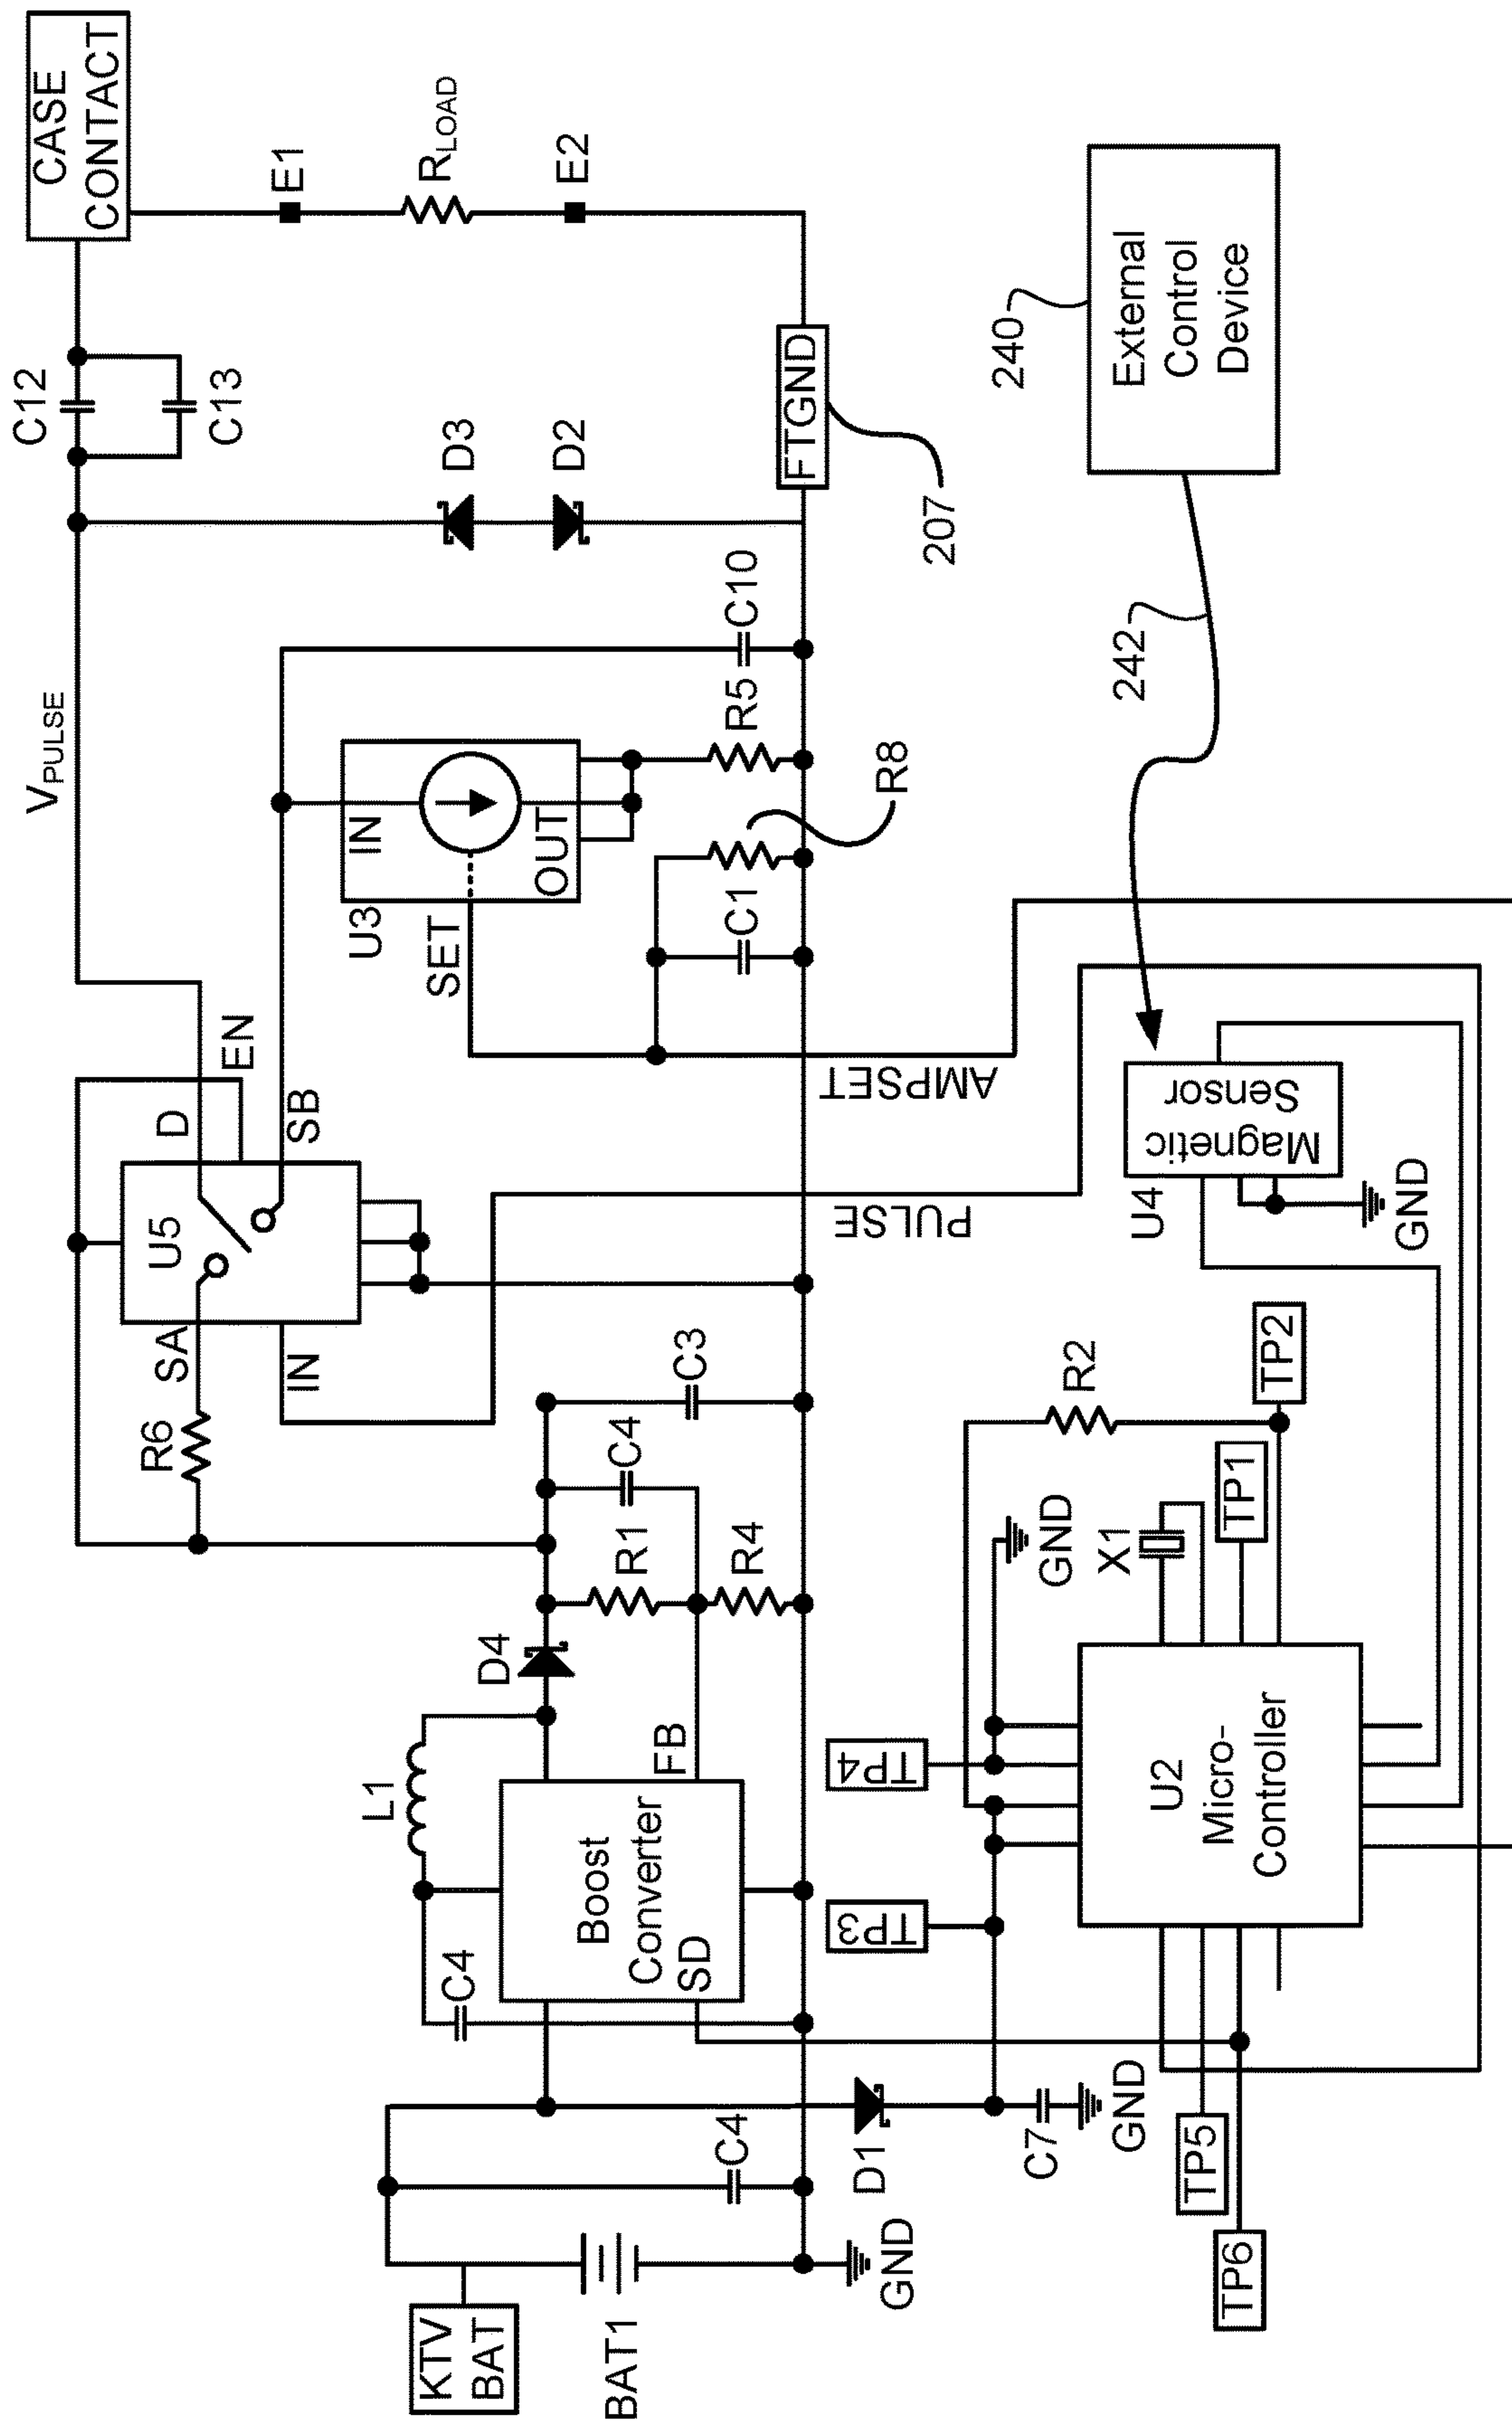 CASE
CONTACT
C12
C13
E1
R_LOAD
E2
D3
D2
FTGND
207
240
External
Control
Device
242
V_PULSE
C10
R5
R8
IN
OUT
U3
SET
C1
AMPSET
EN
D
SB
U5
SA
IN
R6
PULSE
Magnetic
Sensor
U4
GND
C3
C4
R1
R4
D4
L1
FB
Boost
Converter
SD
C4
R2
TP2
TP1
GND
X1
TP4
TP3
U2
Micro-
Controller
C4
D1
C7
GND
TP5
TP6
KTV
BAT
BAT1
GND